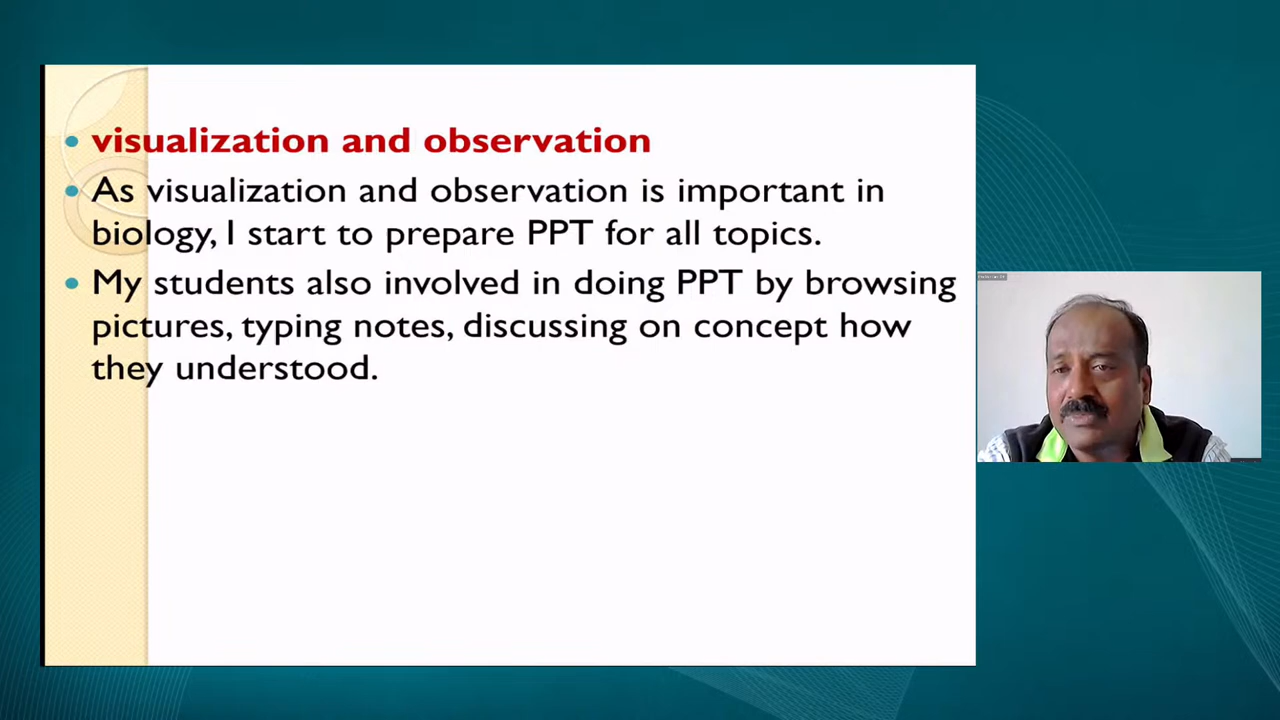 visualization and observation
As visualization and observation is important in
biology, I start to prepare PPT for all topics.
My students also involved in doing PPT by browsing
pictures, typing notes, discussing on concept how
they understood.